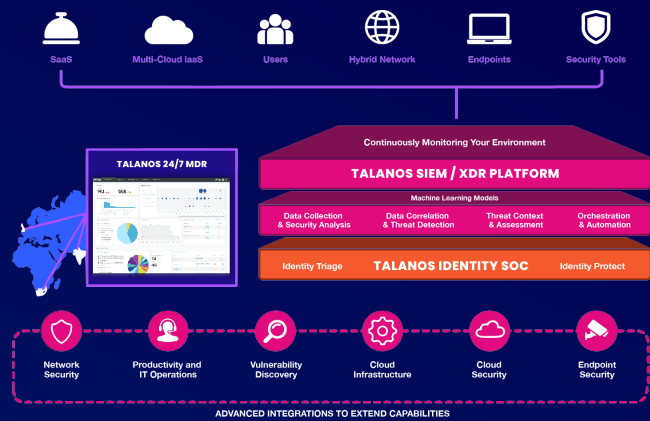 SaaS
Multi-Cloud IaaS
Users
Hybrid Network
Endpoints
Security Tools
Continuously Monitoring Your Environment
TALANOS 24/7 MDR
TALANOS SIEM / XDR PLATFORM
Machine Learning Models
Data Collection
& Security Analysis
Data Correlation
& Threat Detection
Threat Context
& Assessment
Orchestration
& Automation
Identity Triage
TALANOS IDENTITY SOC
Identity Protect
Network
Security
Productivity and
IT Operations
Vulnerability
Discovery
Cloud
Infrastructure
Cloud
Security
Endpoint
Security
ADVANCED INTEGRATIONS TO EXTEND CAPABILITIES